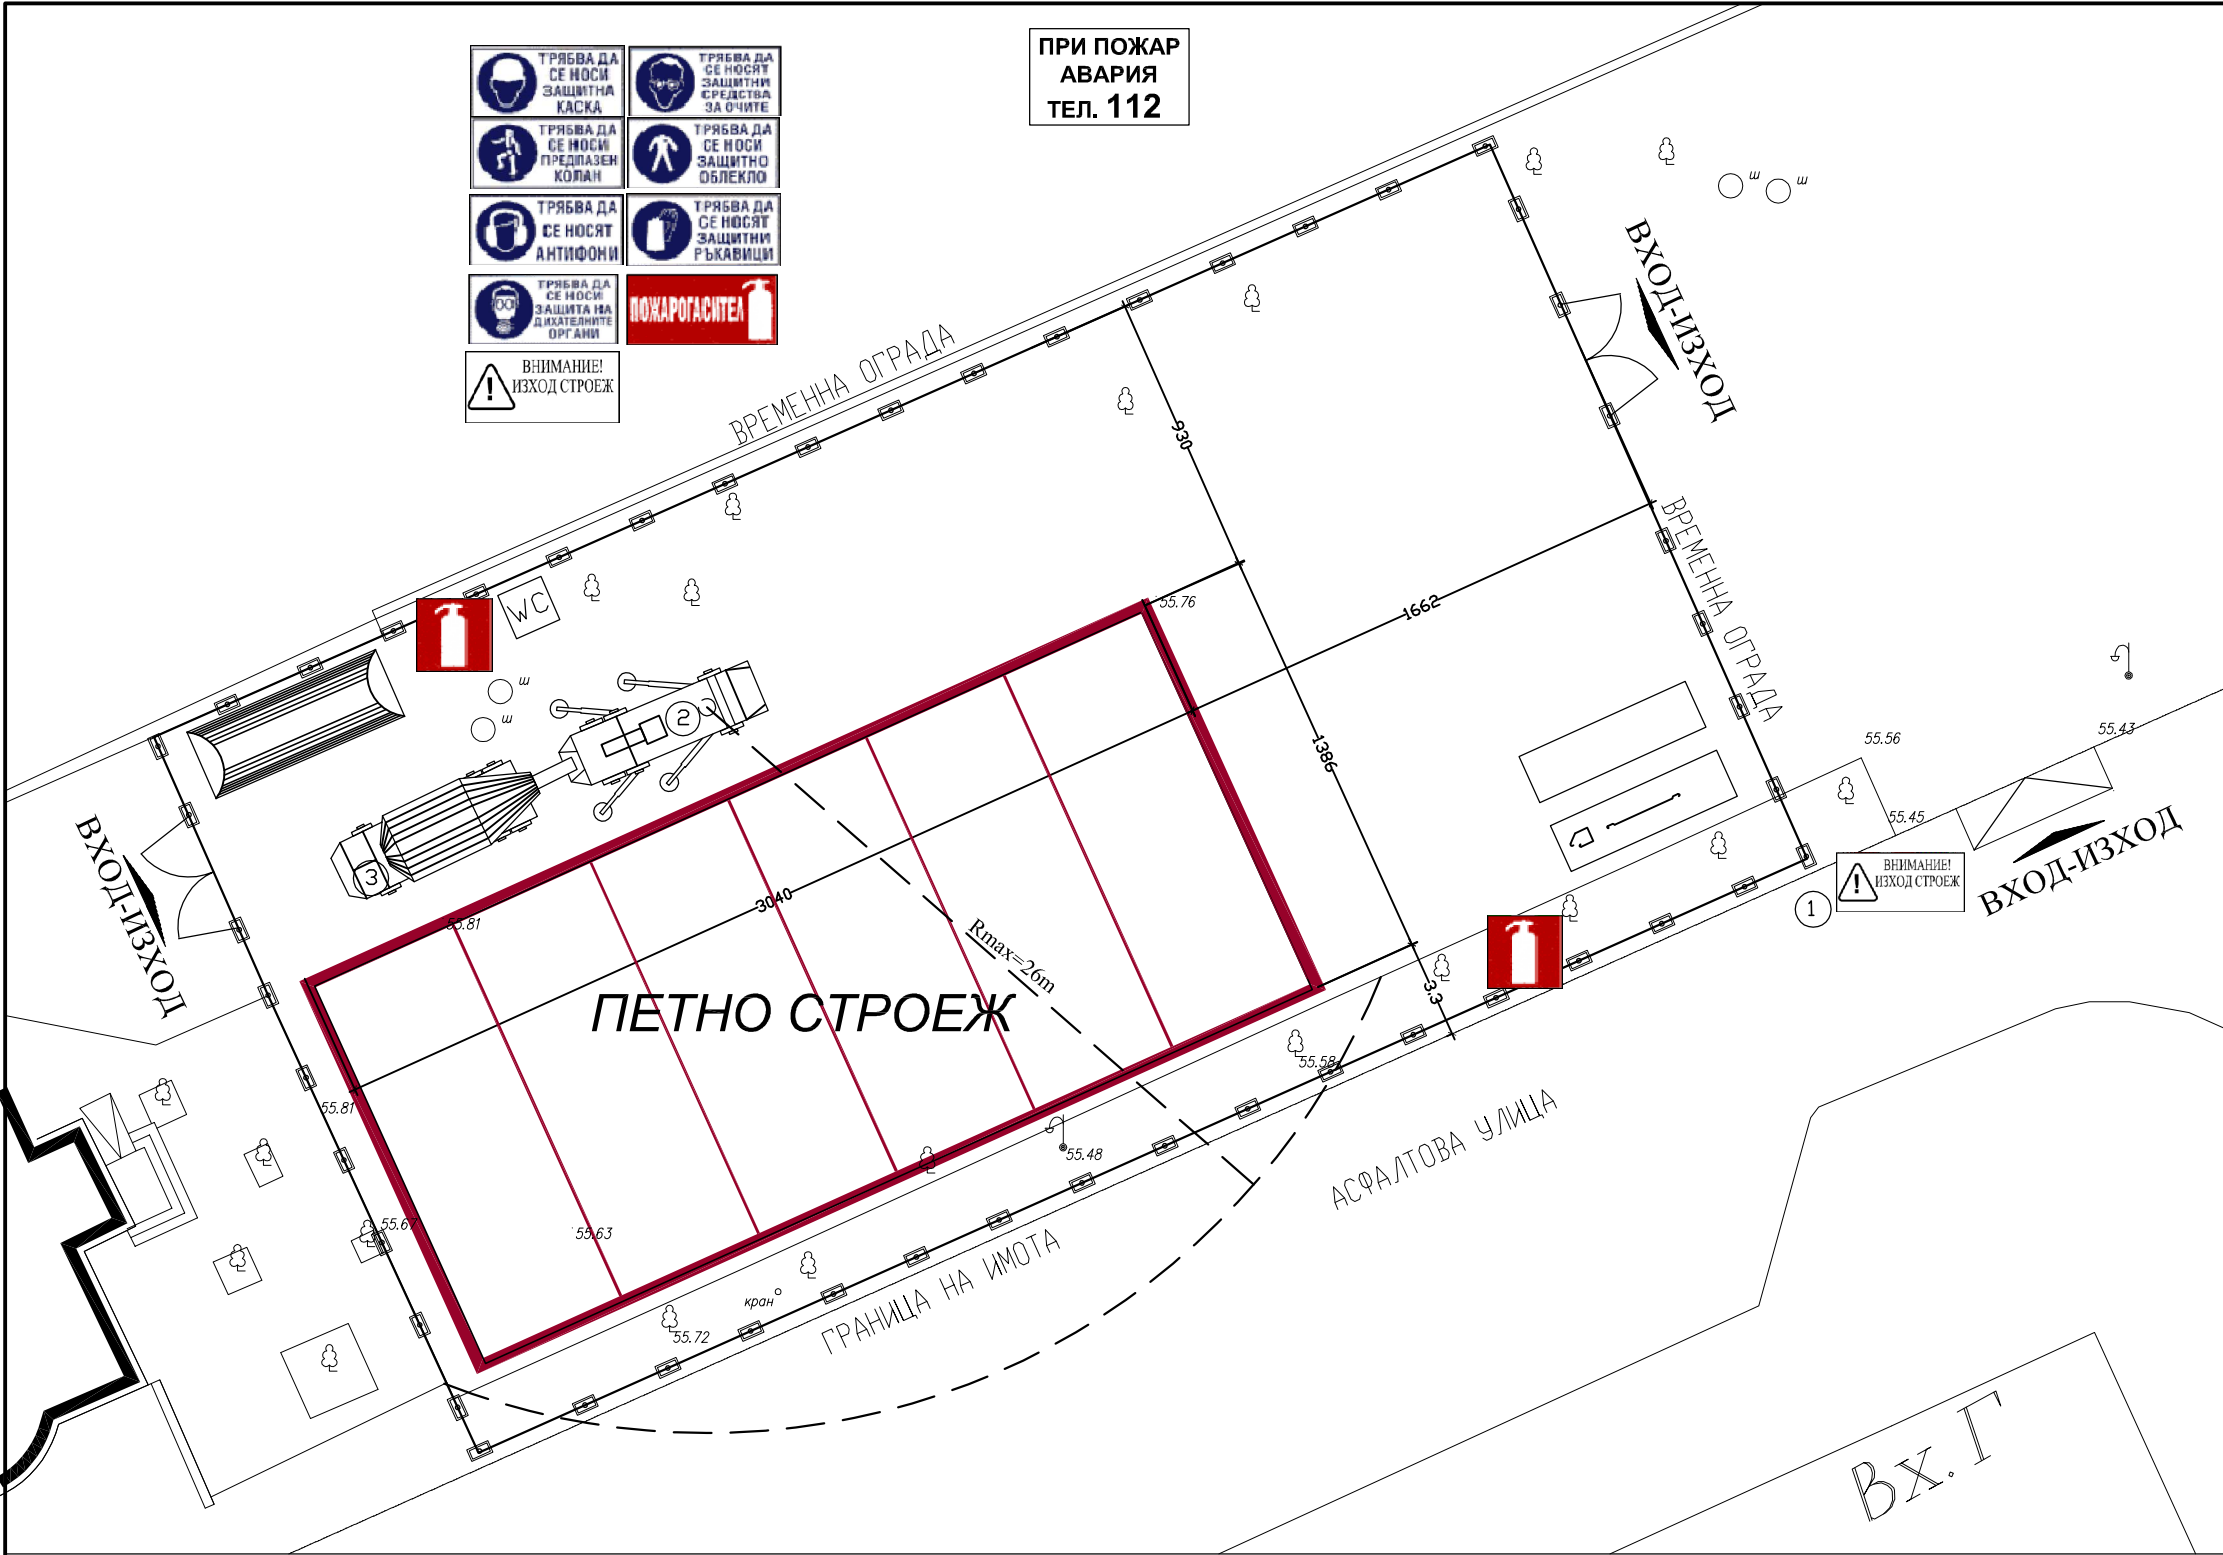 ТРЯБВА ДА
СЕ НОСИ
ЗАЩИТНА
КАСКА
ТРЯБВА ДА
СЕ НОСЯТ
ЗАЩИТНИ
СРЕДСТВА
ЗА ОЧИТЕ
ТРЯБВА ДА
СЕ НОСИ
ПРЕДПАЗЕН
КОЛАН
ТРЯБВА ДА
СЕ НОСИ
ЗАЩИТНО
ОБЛЕКЛО
ТРЯБВА ДА
СЕ НОСЯТ
АНТИФОНИ
ТРЯБВА ДА
СЕ НОСЯТ
ЗАЩИТНИ
РЪКАВИЦИ
ТРЯБВА ДА
СЕ НОСИ
ЗАЩИТА НА
ДИХАТЕЛНИТЕ
ОРГАНИ
ПОЖАРОГАСИТЕЛ
ВНИМАНИЕ!
ИЗХОД СТРОЕЖ
!
ПРИ ПОЖАР
АВАРИЯ
ТЕЛ. 112
ш
ш
ВХОД-ИЗХОД
ВРЕМЕННА ОГРАДА
930
ВРЕМЕННА ОГРАДА
WC
55.76
1662
ш
ш
2
1386
55.56
55.43
55.45
ВХОД-ИЗХОД
3
3040
55.81
ВНИМАНИЕ!
ИЗХОД СТРОЕЖ
!
1
ВХОД-ИЗХОД
Rmax=26m
ПЕТНО СТРОЕЖ
3.3
55.58
55.81
55.48
АСФАЛТОВА УЛИЦА
55.67
55.63
ГРАНИЦА НА ИМОТА
кран
55.72
Вх. Г